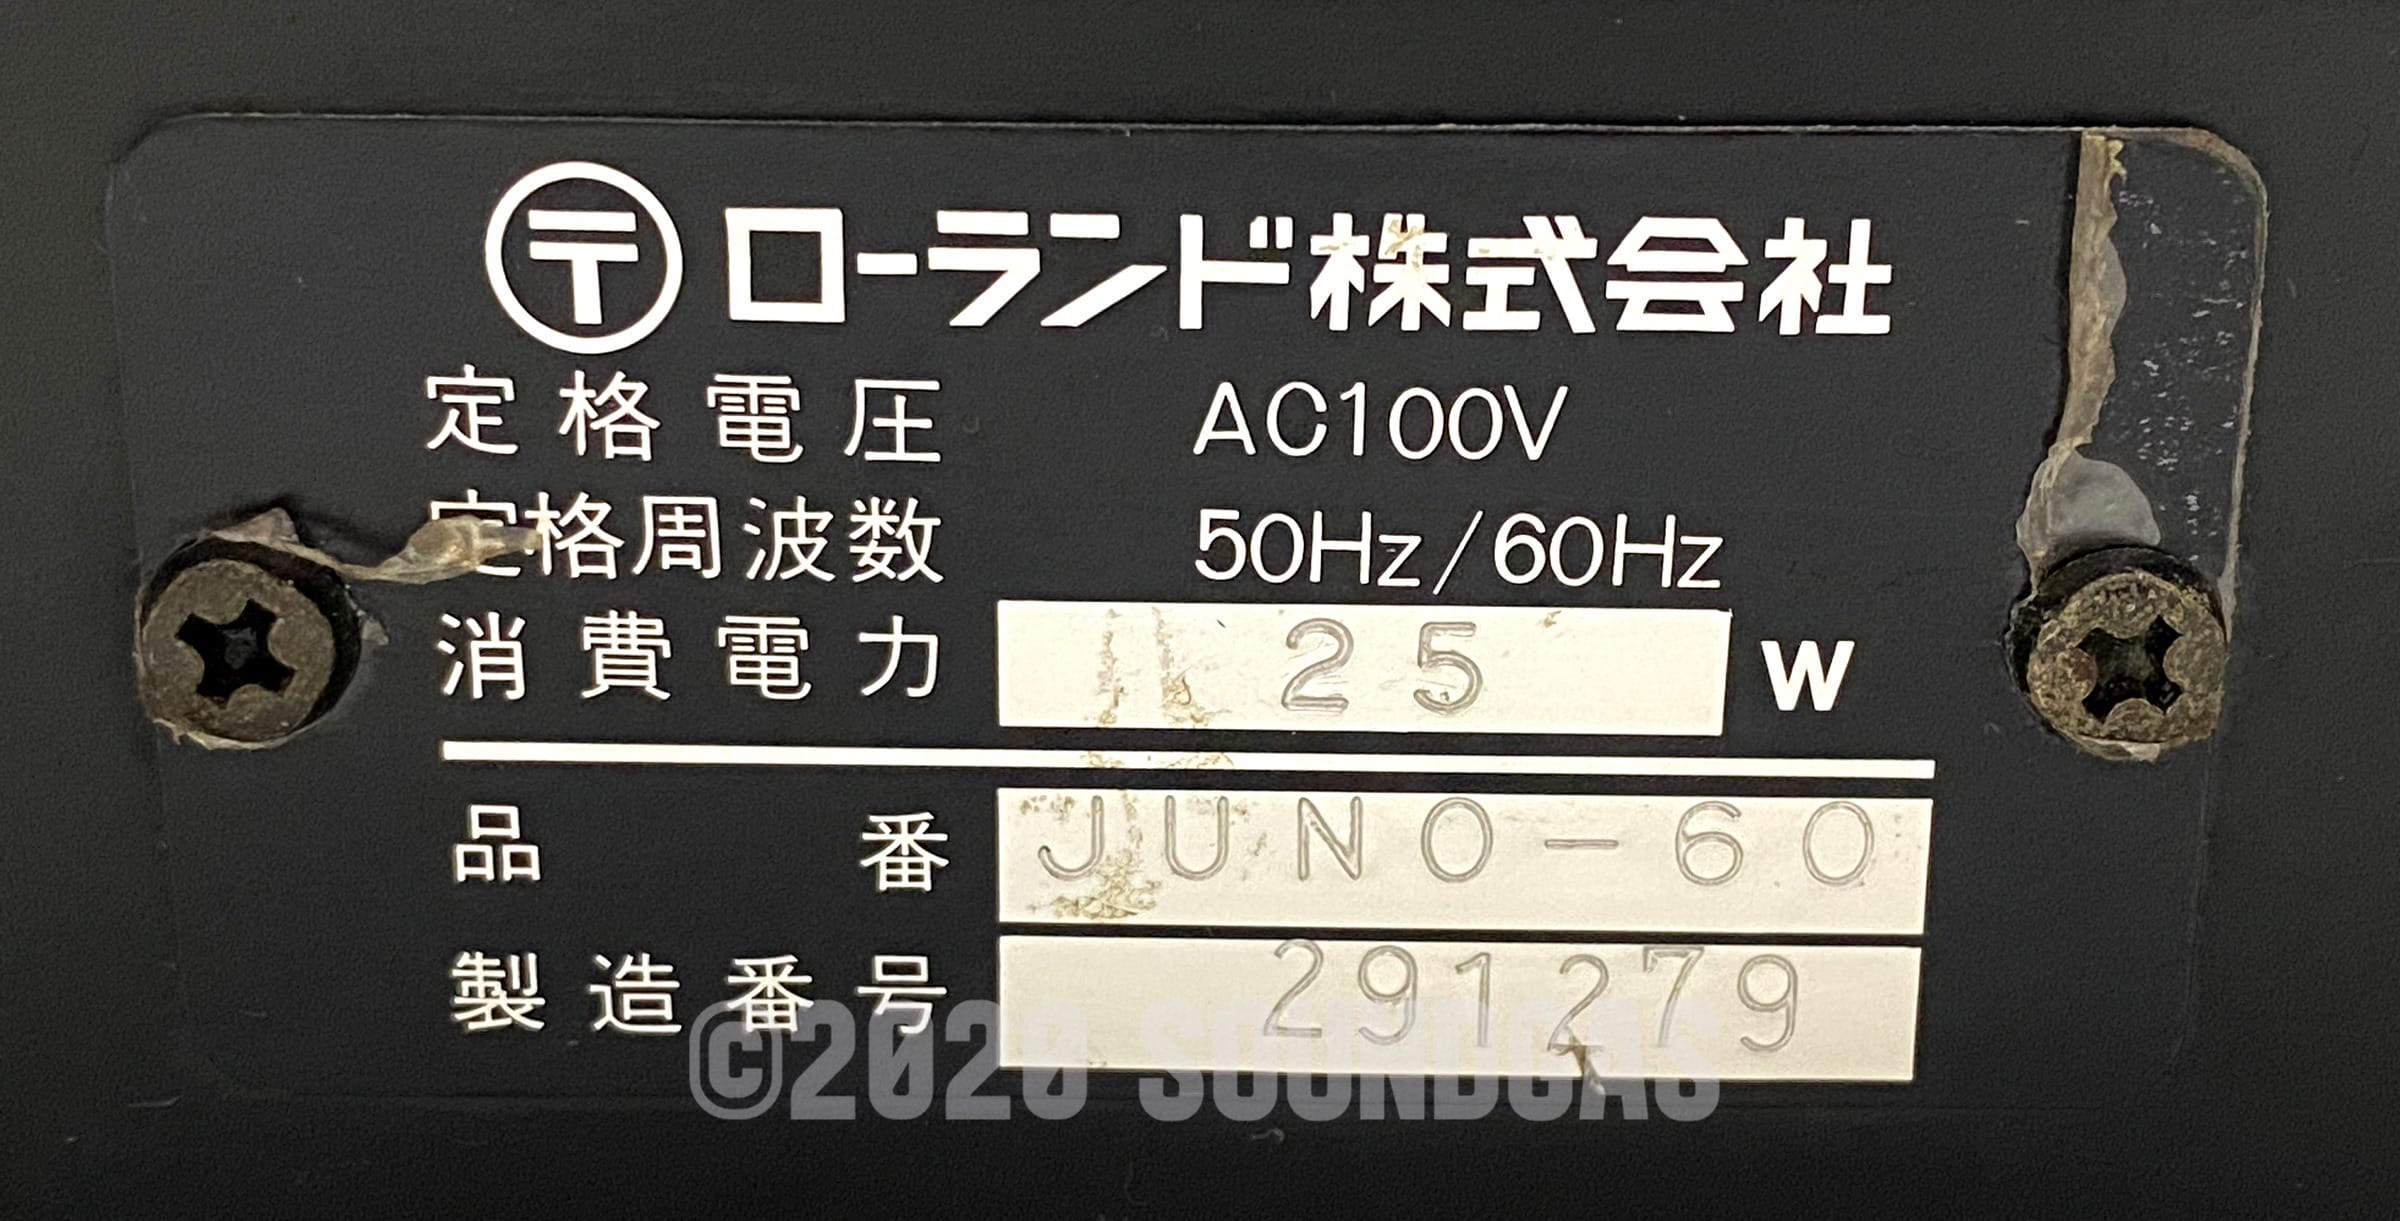 〒ローランド株式会社
定格電圧 AC100V
定格周波数 50Hz/60Hz
消費電力 25 W
品番 JUNO-60
製造番号 291279
©2020 SOUNDGAS